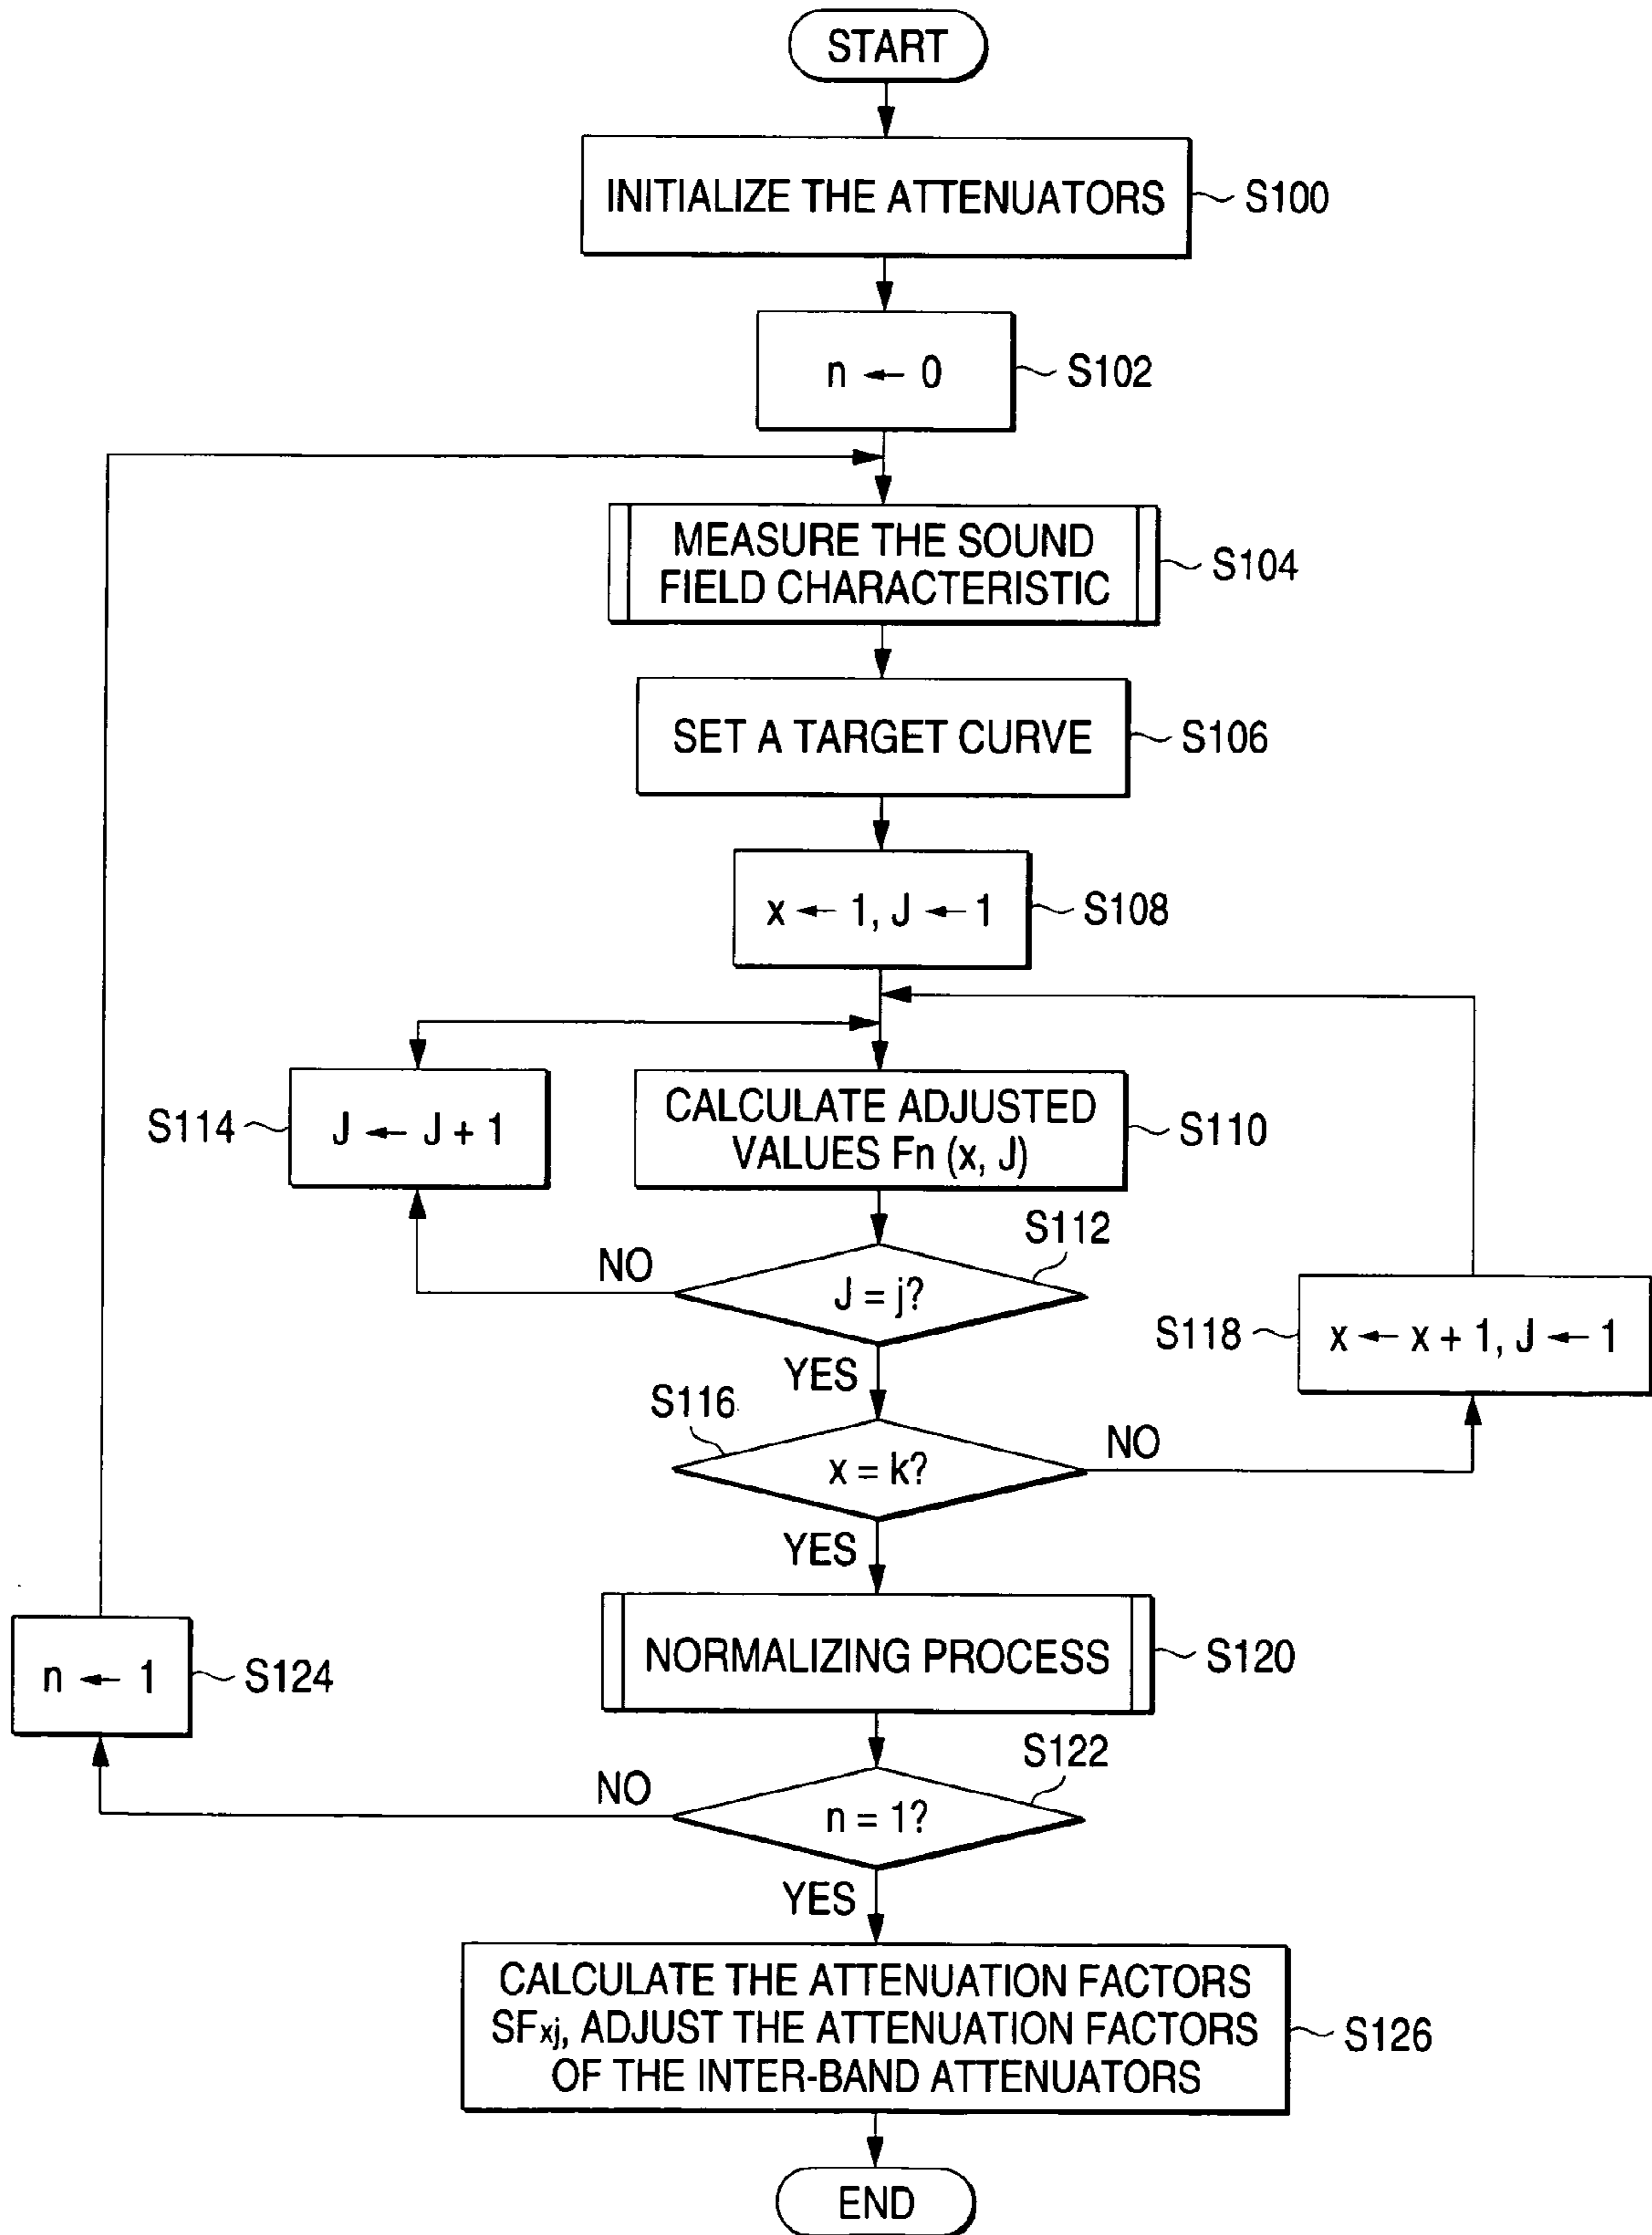 START
INITIALIZE THE ATTENUATORS
S100
n ← 0
S102
MEASURE THE SOUND
FIELD CHARACTERISTIC
S104
SET A TARGET CURVE
S106
x ← 1, J ← 1
S108
S114
J ← J + 1
CALCULATE ADJUSTED
VALUES Fn (x, J)
S110
S112
NO
J = j?
YES
S118
x ← x + 1, J ← 1
S116
x = k?
NO
YES
NORMALIZING PROCESS
S120
n ← 1
S124
S122
NO
n = 1?
YES
CALCULATE THE ATTENUATION FACTORS
SFxj, ADJUST THE ATTENUATION FACTORS
OF THE INTER-BAND ATTENUATORS
S126
END